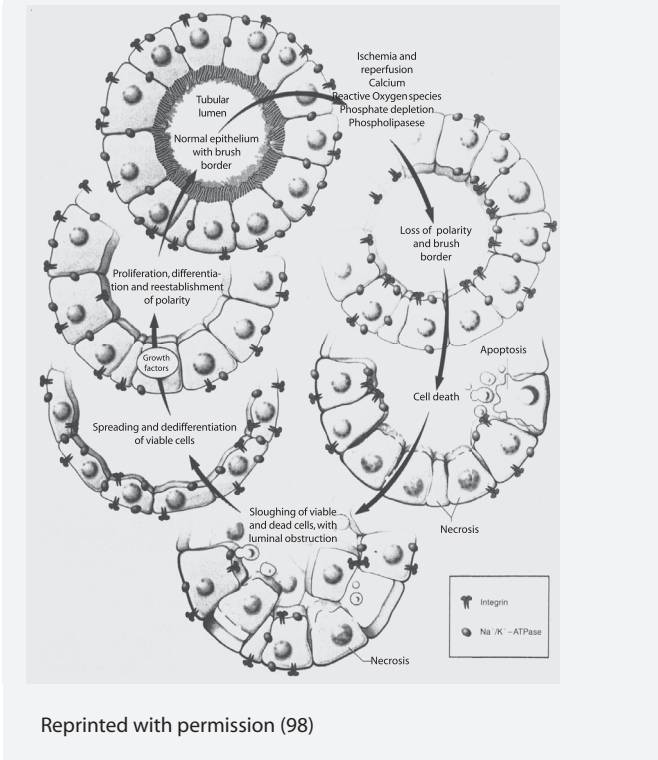 Ischemia and
reperfusion
Calcium
Reactive Oxygen species
Phosphate depletion
Phospholipasese
Tubular
lumen
Normal epithelium
with brush
border
Loss of polarity
and brush
border
Proliferation, differentia-
tion and reestablishment
of polarity
Growth
factors
Apoptosis
Cell death
Spreading and dedifferentiation
of viable cells
Necrosis
Sloughing of viable
and dead cells, with
luminal obstruction
Integrin
Na⁺/K⁺-ATPase
Necrosis
Reprinted with permission (98)